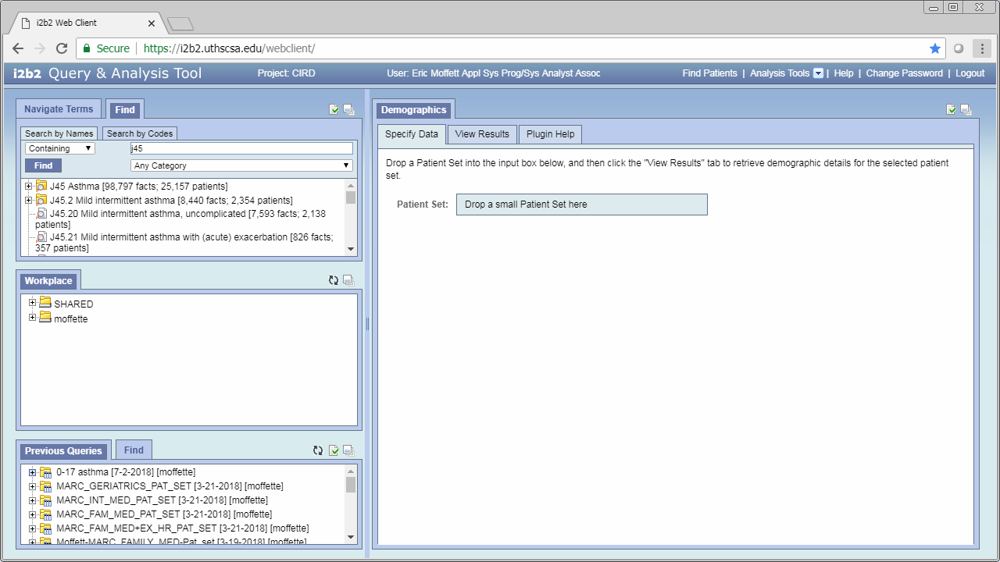 i2b2 Web Client
Secure
https://i2b2.uthscsa.edu/webclient/
i2b2 Query & Analysis Tool
Project: CIRD
User: Eric Moffett Appl Sys Prog/Sys Analyst Assoc
Find Patients | Analysis Tools | Help | Change Password | Logout
Navigate Terms
Find
Search by Names
Search by Codes
Containing
j45
Find
Any Category
J45 Asthma [98,797 facts; 25,157 patients]
J45.2 Mild intermittent asthma [8,440 facts; 2,354 patients]
J45.20 Mild intermittent asthma, uncomplicated [7,593 facts; 2,138
patients]
J45.21 Mild intermittent asthma with (acute) exacerbation [826 facts;
357 patients]
Workplace
SHARED
moffette
Previous Queries
Find
0-17 asthma [7-2-2018] [moffette]
MARC_GERIATRICS_PAT_SET [3-21-2018] [moffette]
MARC_INT_MED_PAT_SET [3-21-2018] [moffette]
MARC_FAM_MED_PAT_SET [3-21-2018] [moffette]
MARC_FAM_MED+EX_HR_PAT_SET [3-21-2018] [moffette]
Moffett-MARC_FAMILY_MED-Pat_set [3-19-2018] [moffette]
Demographics
Specify Data
View Results
Plugin Help
Drop a Patient Set into the input box below, and then click the "View Results" tab to retrieve demographic details for the selected patient
set.
Patient Set:
Drop a small Patient Set here